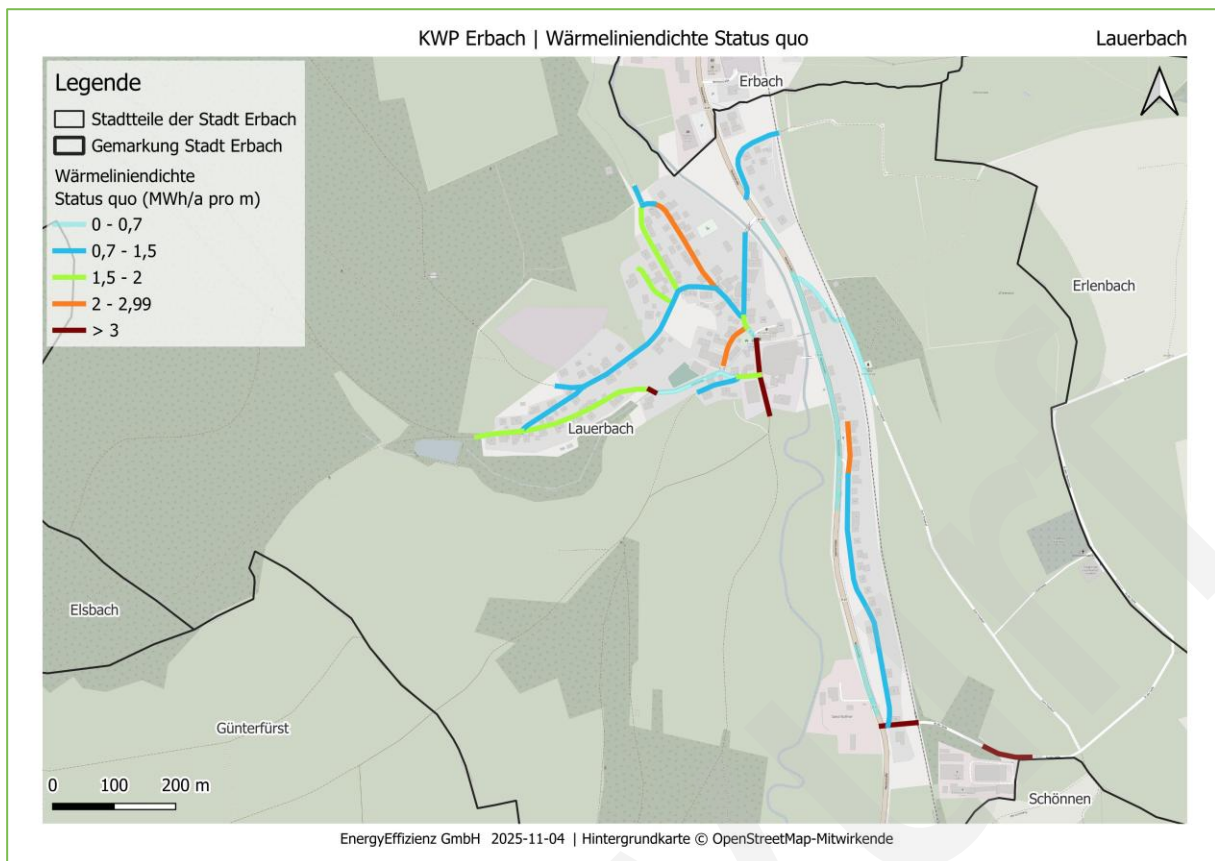 KWP Erbach | Wärmeliniendichte Status quo
Lauerbach
Legende
Stadtteile der Stadt Erbach
Gemarkung Stadt Erbach
Wärmeliniendichte
Status quo (MWh/a pro m)
0 - 0,7
0,7 - 1,5
1,5 - 2
2 - 2,99
> 3
Erbach
Erlenbach
Lauerbach
Elsbach
Günterfürst
Schönnen
0 100 200 m
EnergyEffizienz GmbH 2025-11-04 | Hintergrundkarte © OpenStreetMap-Mitwirkende